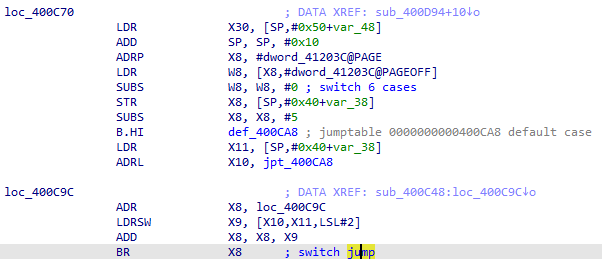 loc_400C70 ; DATA XREF: sub_400D94+10↓o
LDR X30, [SP,#0x50+var_48]
ADD SP, SP, #0x10
ADRP X8, #dword_41203C@PAGE
LDR W8, [X8,#dword_41203C@PAGEOFF]
SUBS W8, W8, #0 ; switch 6 cases
STR X8, [SP,#0x40+var_38]
SUBS X8, X8, #5
B.HI def_400CA8 ; jumptable 0000000000400CA8 default case
LDR X11, [SP,#0x40+var_38]
ADRL X10, jpt_400CA8
loc_400C9C ; DATA XREF: sub_400C48:loc_400C9C↓o
ADR X8, loc_400C9C
LDRSW X9, [X10,X11,LSL#2]
ADD X8, X8, X9
BR X8 ; switch jump